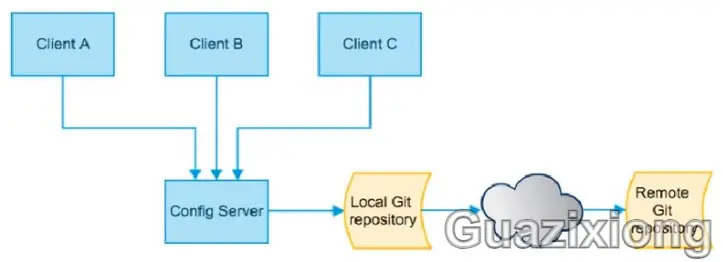 Client A
Client B
Client C
Config Server
Local Git
repository
Remote
Git
repository
Guazixiong